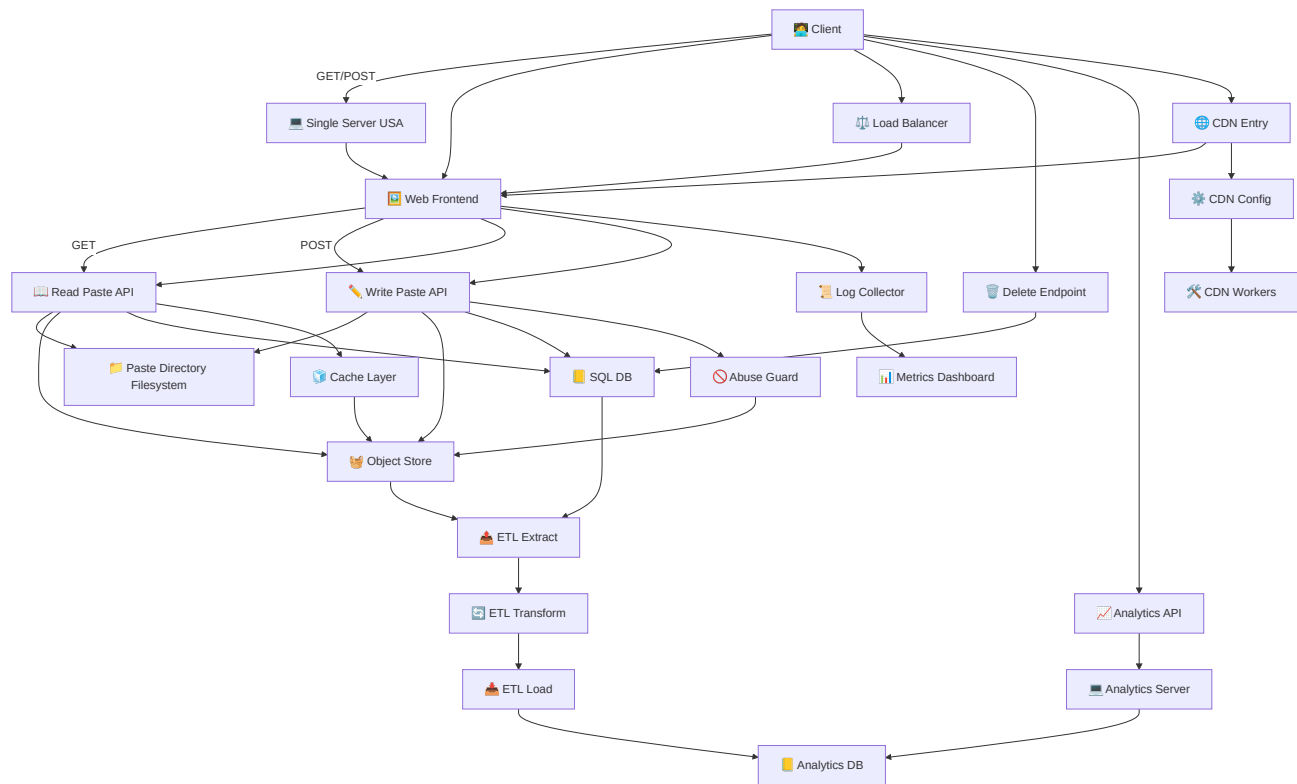 🧑‍💻 Client
GET/POST
💻 Single Server USA
⚖️ Load Balancer
🌐 CDN Entry
🖼️ Web Frontend
⚙️ CDN Config
GET
POST
📖 Read Paste API
✏️ Write Paste API
📜 Log Collector
🗑️ Delete Endpoint
🛠️ CDN Workers
📁 Paste Directory
Filesystem
🧊 Cache Layer
📒 SQL DB
🚫 Abuse Guard
📊 Metrics Dashboard
🧺 Object Store
📤 ETL Extract
🔄 ETL Transform
📈 Analytics API
📥 ETL Load
💻 Analytics Server
📒 Analytics DB